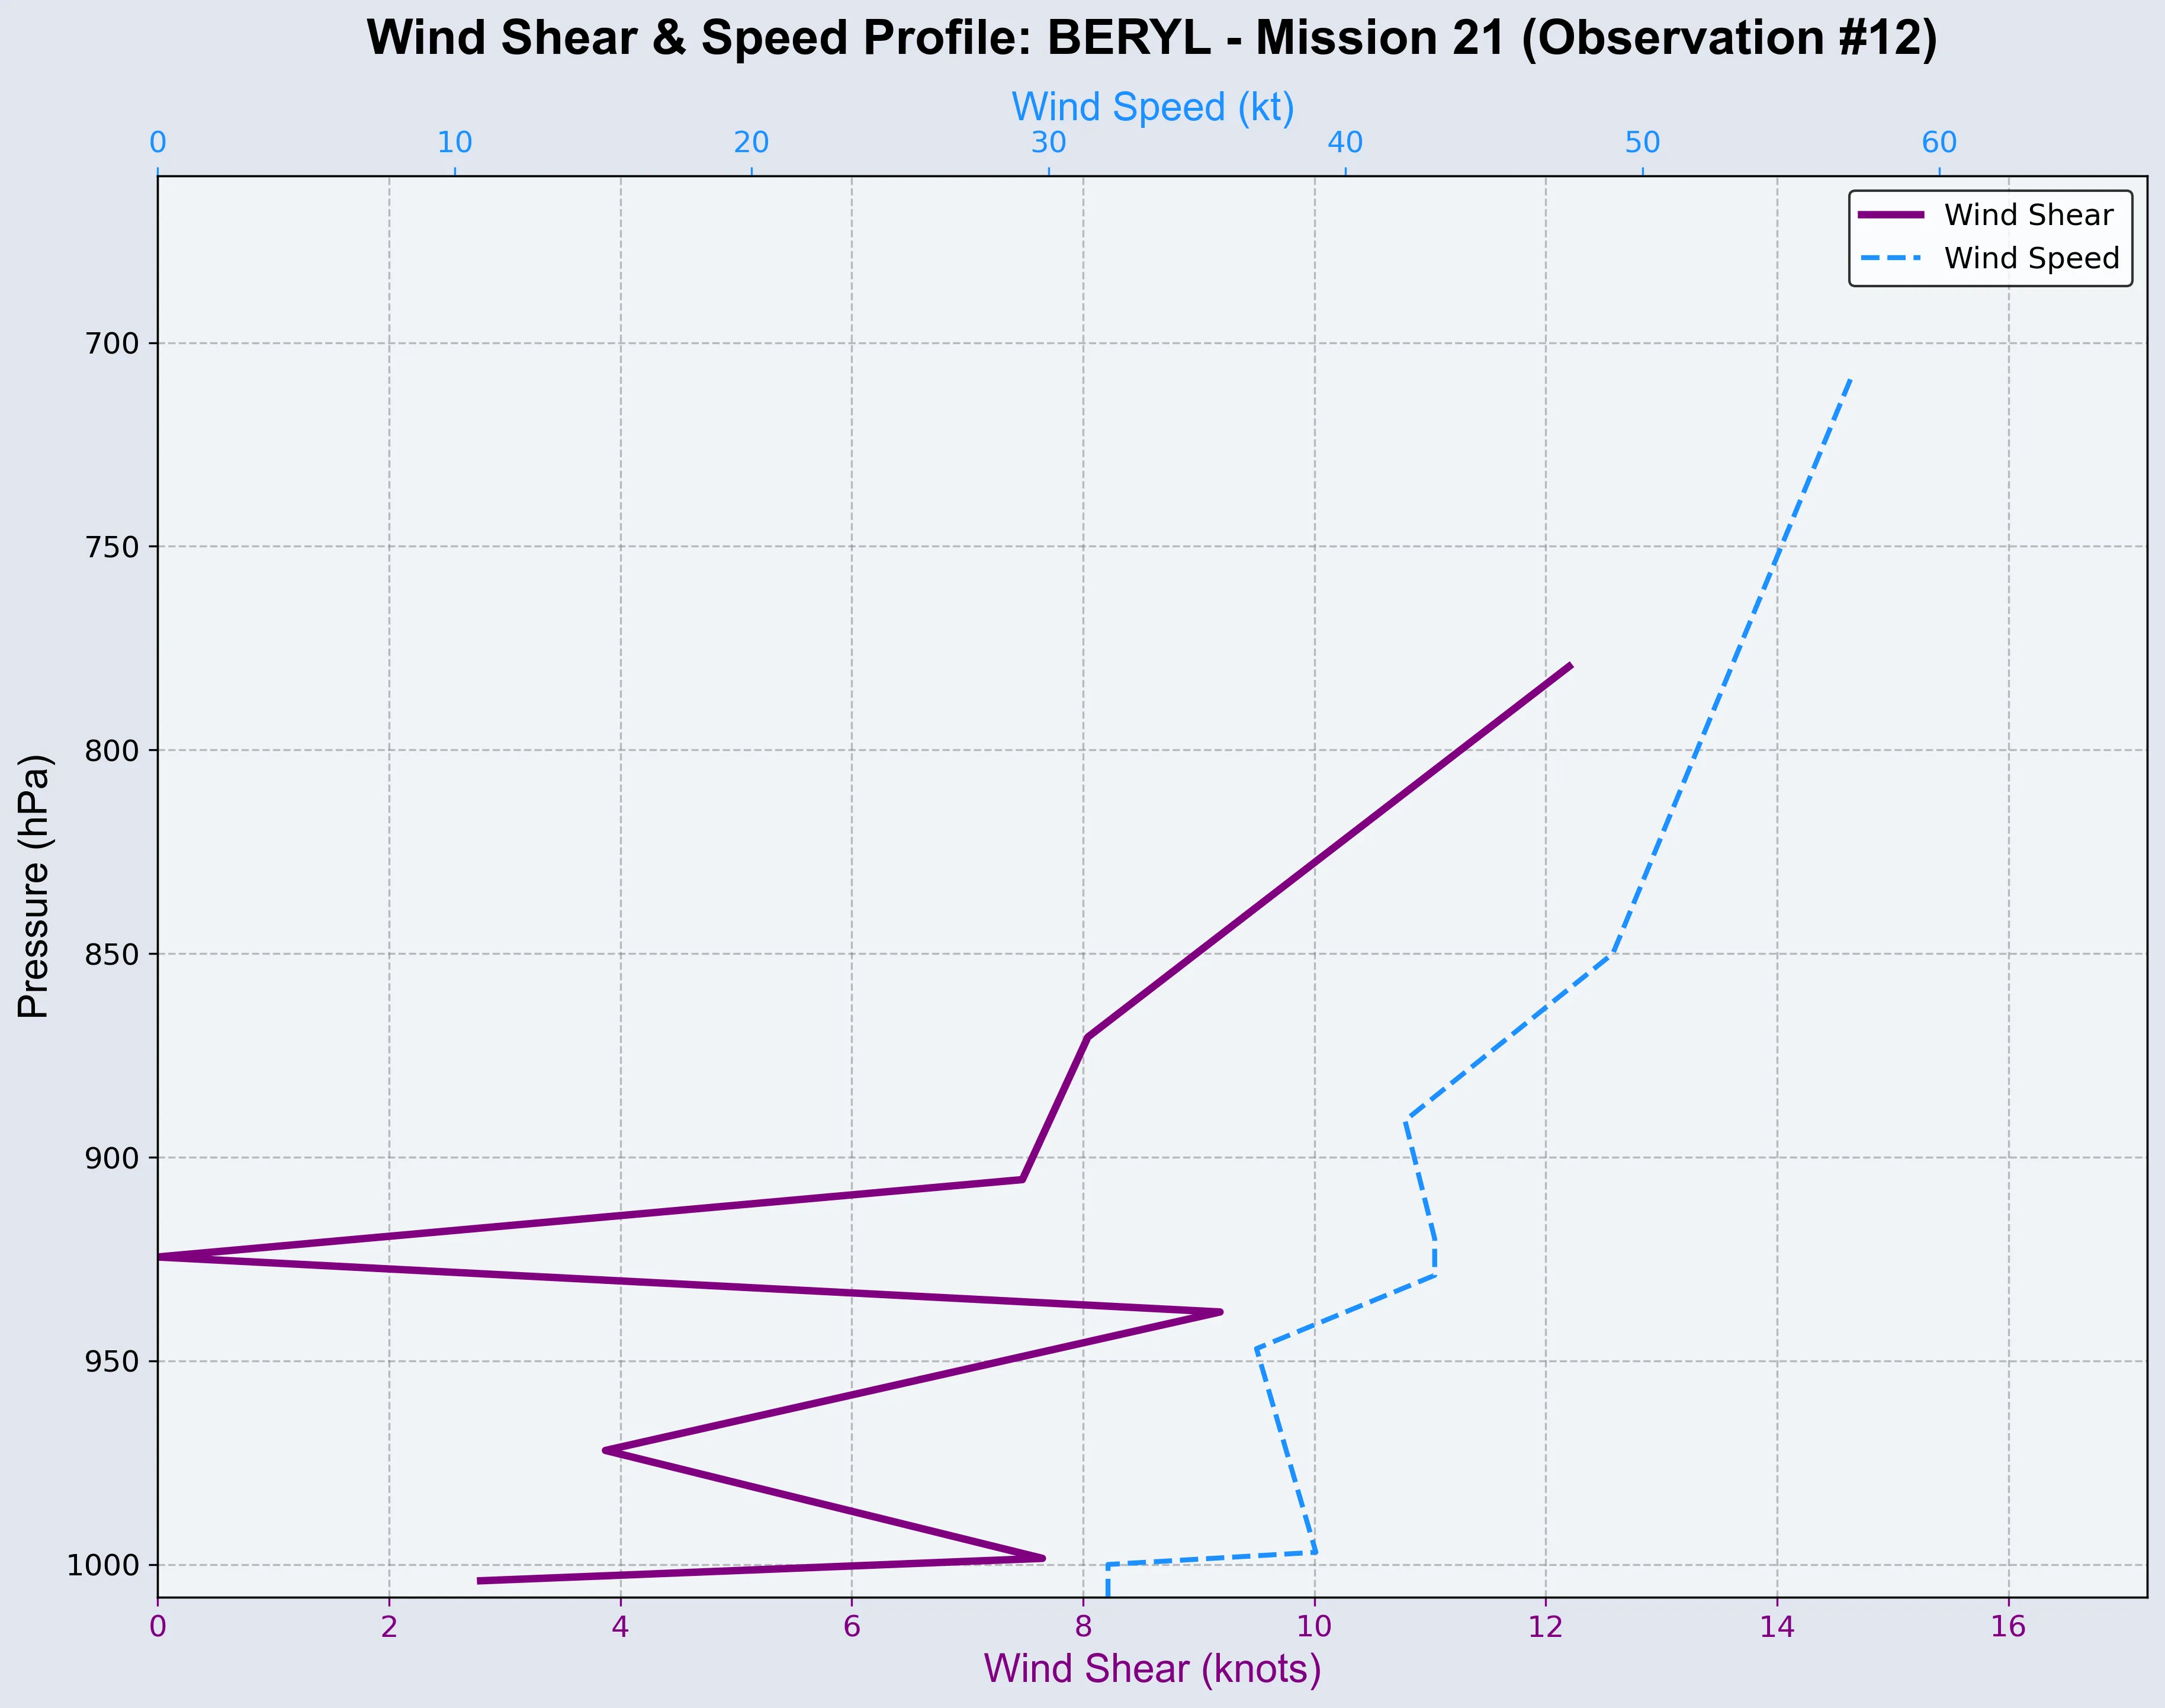 Wind Shear & Speed Profile: BERYL - Mission 21 (Observation #12)
Wind Speed (kt)
0 10 20 30 40 50 60
Wind Shear
Wind Speed
700
750
800
850
900
950
1000
Pressure (hPa)
0 2 4 6 8 10 12 14 16
Wind Shear (knots)